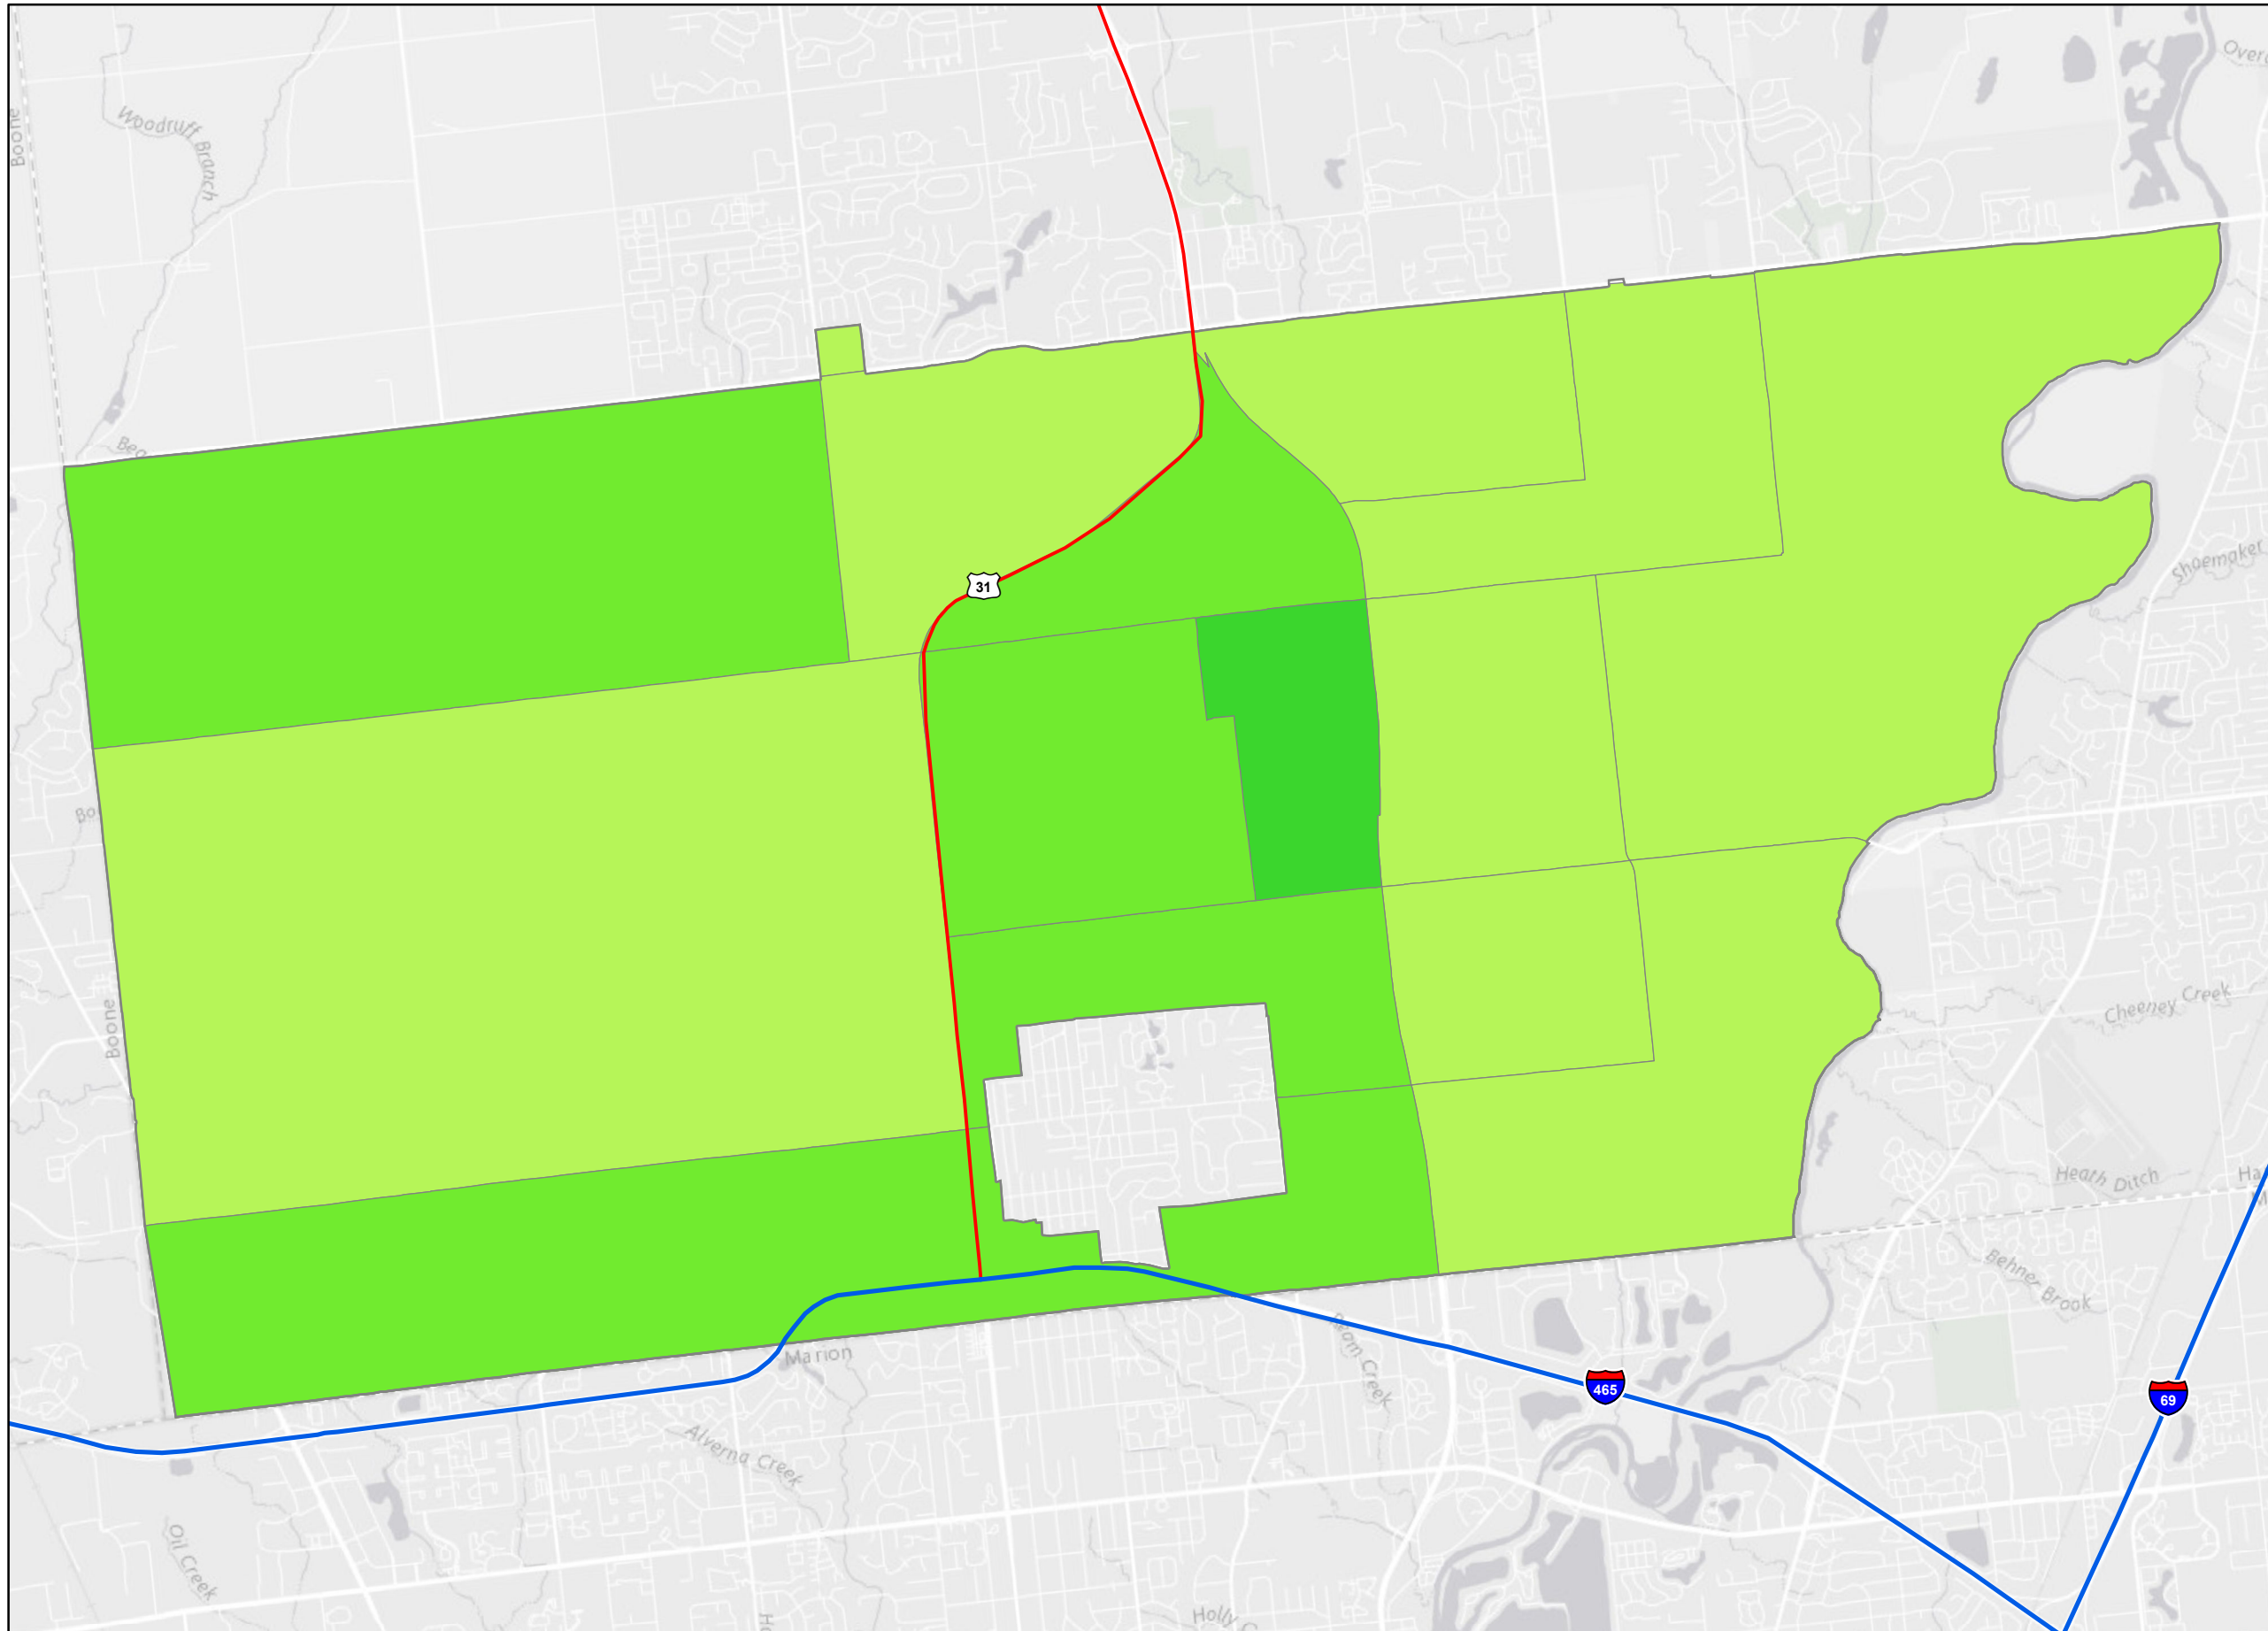 Boone
Woodruff
Branch
31
Shoemaker
Boone
Cheeney Creek
Heath Ditch
Behner Brook
Marion
465
69
Alverna Creek
Oil Creek